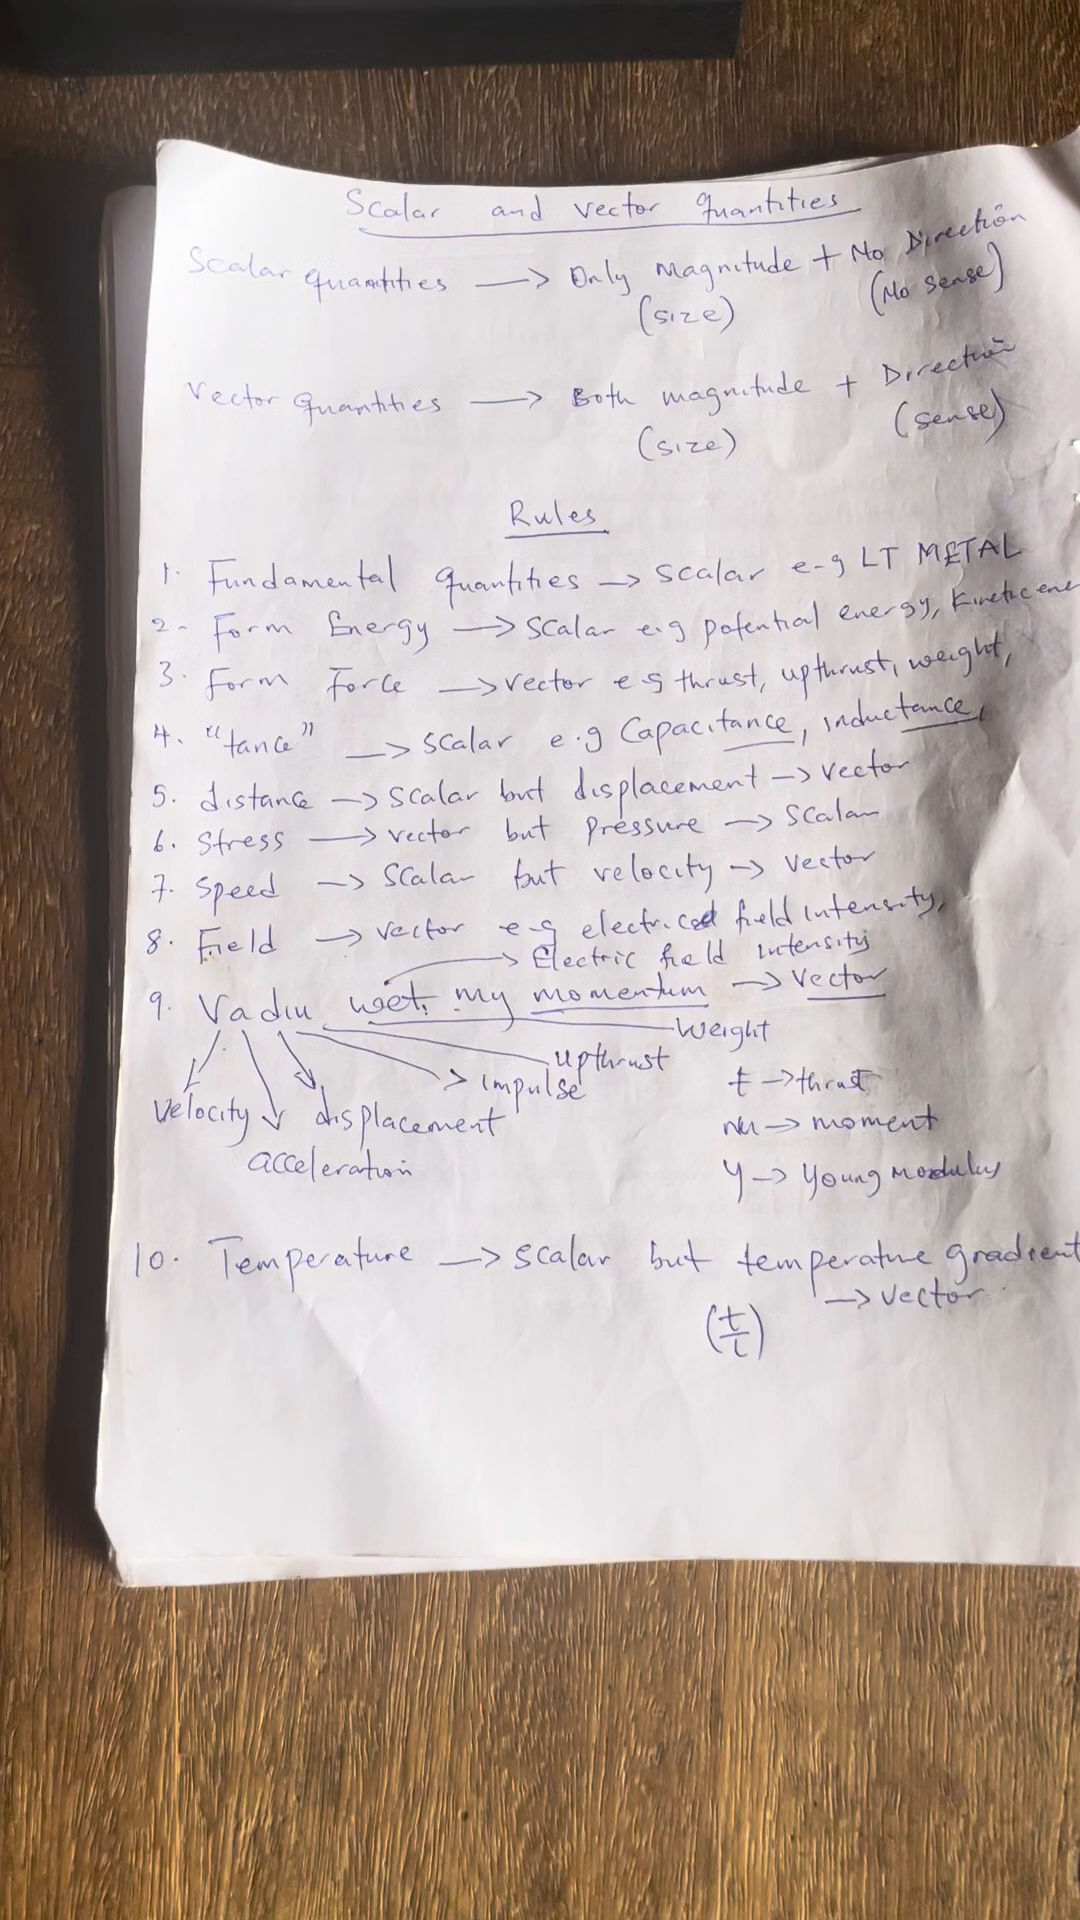 Scalar and vector Quantities
Scalar quantities → Only magnitude + No Direction
(size) (No sense)
Vector Quantities → Both magnitude + Direction
(size) (sense)
Rules
1. Fundamental Quantities → scalar e-g LT METAL
2. Form Energy → scalar e.g potential energy, Kinetic ene
3. Form Force → vector e g thrust, upthrust, weight,
4. "tance" → scalar e.g Capacitance, inductance,
5. distance → scalar but displacement → vector
6. Stress → vector but pressure → scalar
7. Speed → scalar but velocity → vector
8. Field → vector e-g electrical field intensity,
→ Electric field intensity
9. Vadiu wet, my momentum → vector
Weight
upthrust
> impulse
t → thrust
Velocity displacement
m → moment
acceleration
Y → Young modulus
10. Temperature → scalar but temperature gradient
→ vector
(t/l)